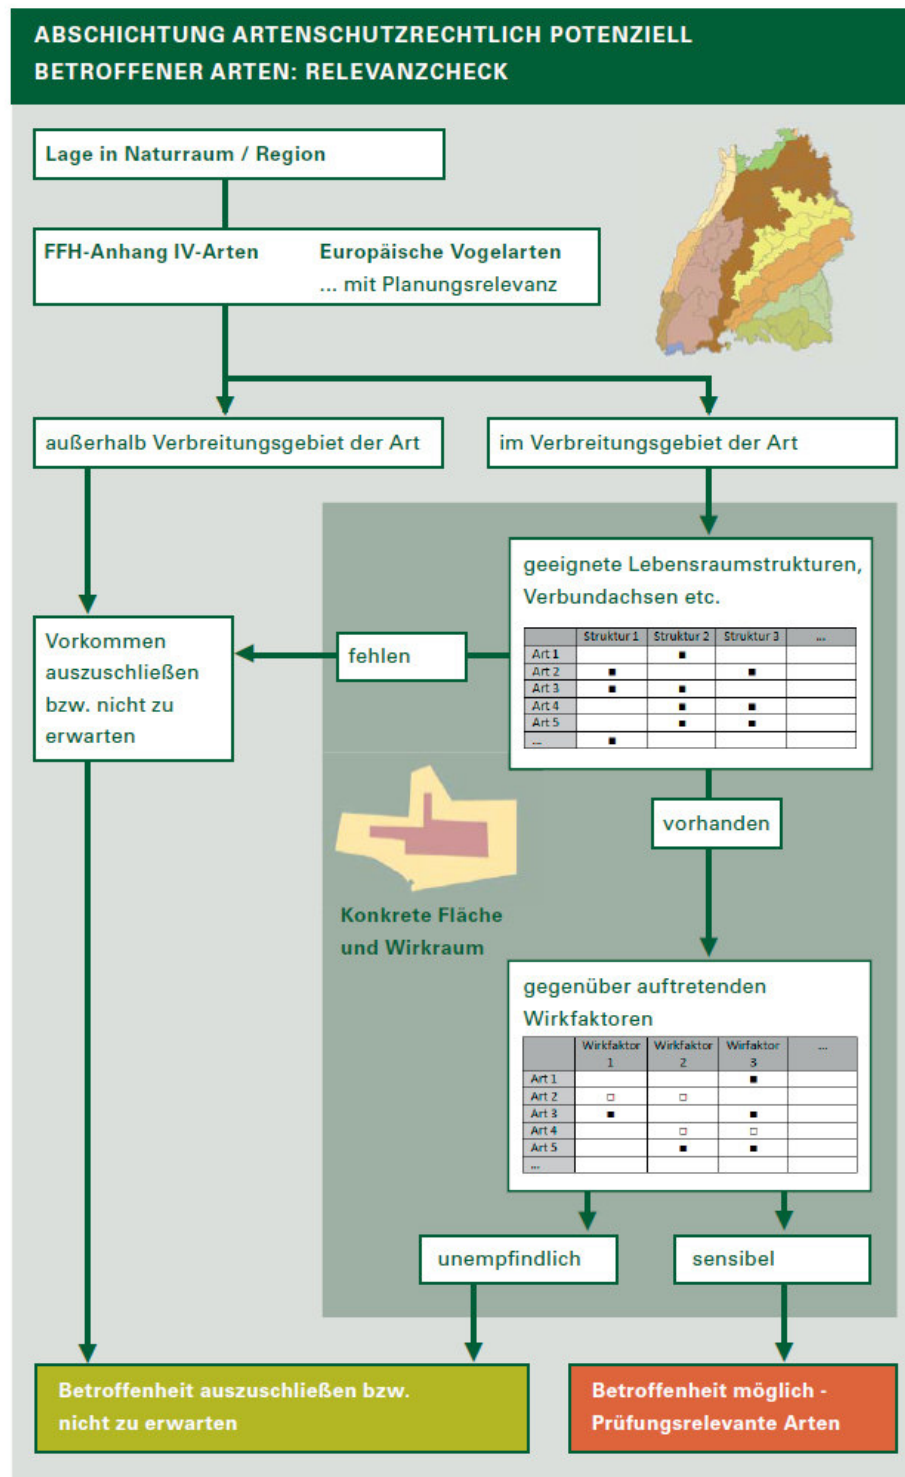 ABSCHICHTUNG ARTENSCHUTZRECHTLICH POTENZIELL
BETROFFENER ARTEN: RELEVANZCHECK
Lage in Naturraum / Region
FFH-Anhang IV-Arten
Europäische Vogelarten
... mit Planungsrelevanz
außerhalb Verbreitungsgebiet der Art
im Verbreitungsgebiet der Art
geeignete Lebensraumstrukturen,
Verbundachsen etc.
Struktur 1 Struktur 2 Struktur 3 ...
Art 1 ■
Art 2 ■ ■
Art 3 ■ ■
Art 4 ■ ■
Art 5 ■ ■
... ■
fehlen
Vorkommen
auszuschließen
bzw. nicht zu
erwarten
vorhanden
Konkrete Fläche
und Wirkraum
gegenüber auftretenden
Wirkfaktoren
Wirkfaktor Wirkfaktor Wirfaktor ...
1 2 3
Art 1 ■
Art 2 □ □
Art 3 ■ ■
Art 4 □ □
Art 5 ■ ■
...
unempfindlich
sensibel
Betroffenheit auszuschließen bzw.
nicht zu erwarten
Betroffenheit möglich -
Prüfungsrelevante Arten